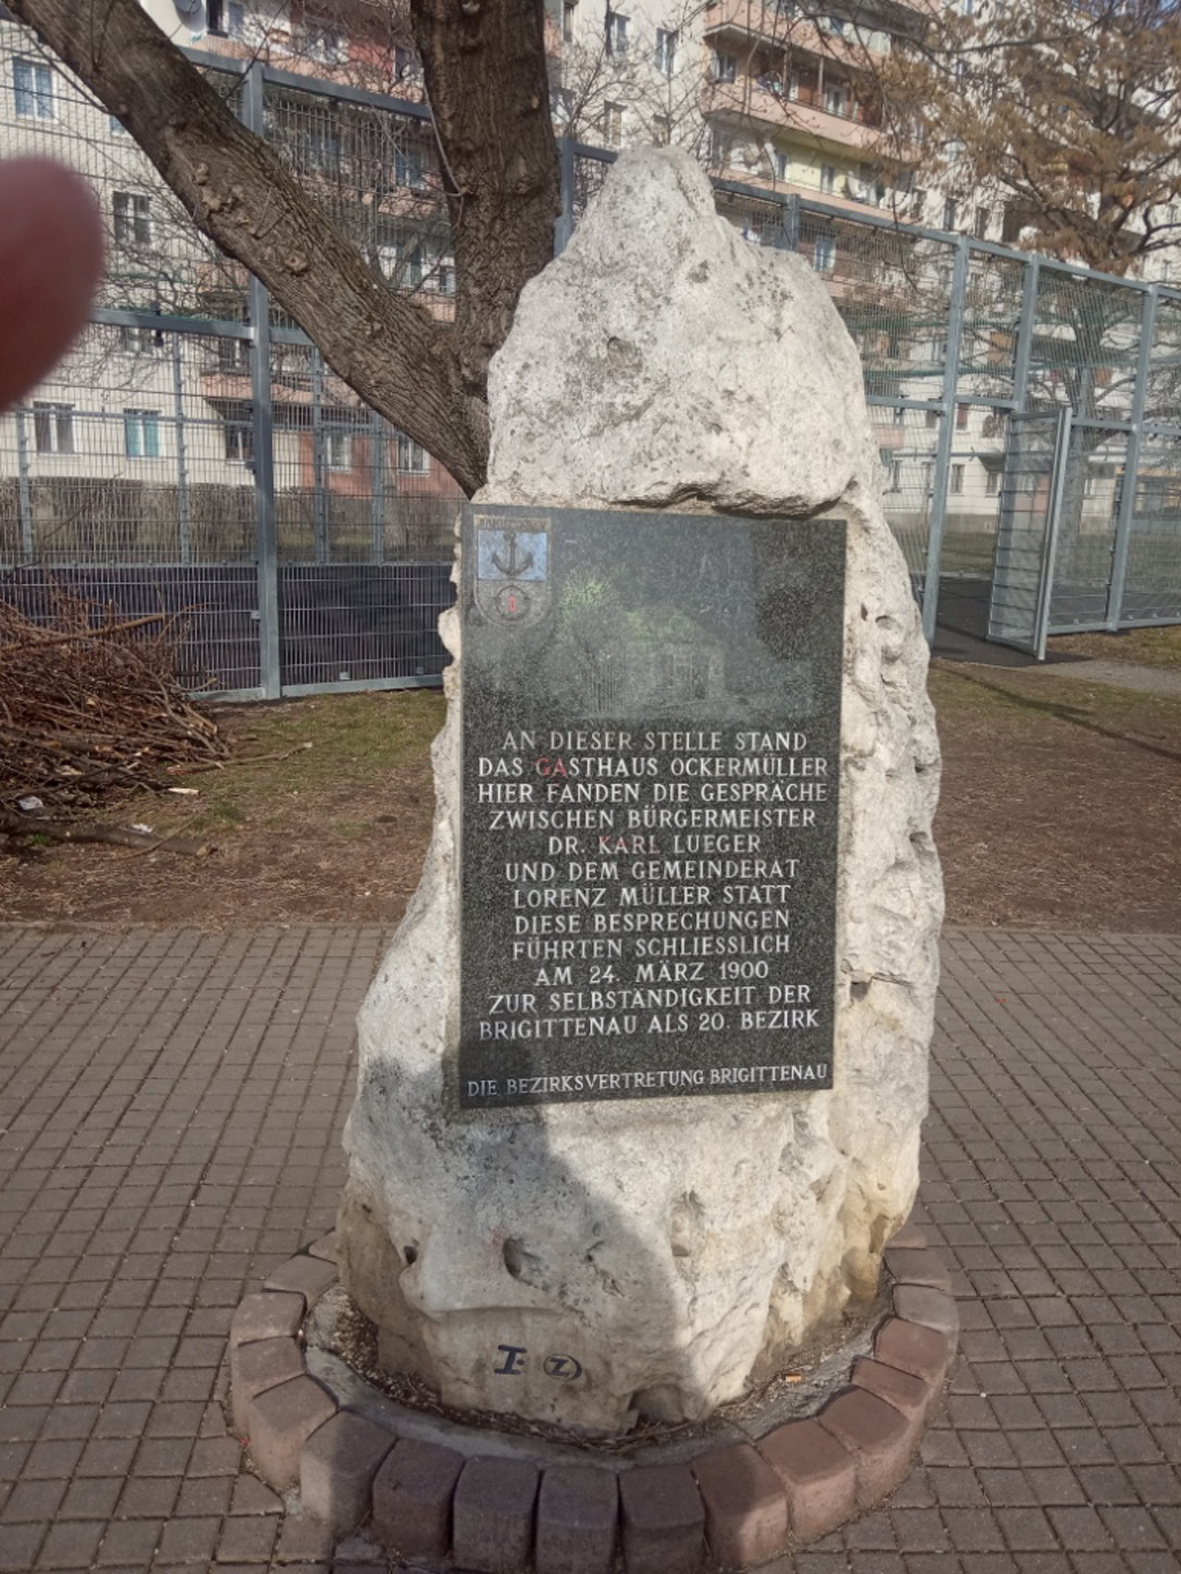 AN DIESER STELLE STAND
DAS GASTHAUS OCKERMÜLLER
HIER FANDEN DIE GESPRÄCHE
ZWISCHEN BÜRGERMEISTER
DR. KARL LUEGER
UND DEM GEMEINDERAT
LORENZ MÜLLER STATT
DIESE BESPRECHUNGEN
FÜHRTEN SCHLIESSLICH
AM 24. MÄRZ 1900
ZUR SELBSTÄNDIGKEIT DER
BRIGITTENAU ALS 20. BEZIRK
DIE BEZIRKSVERTRETUNG BRIGITTENAU